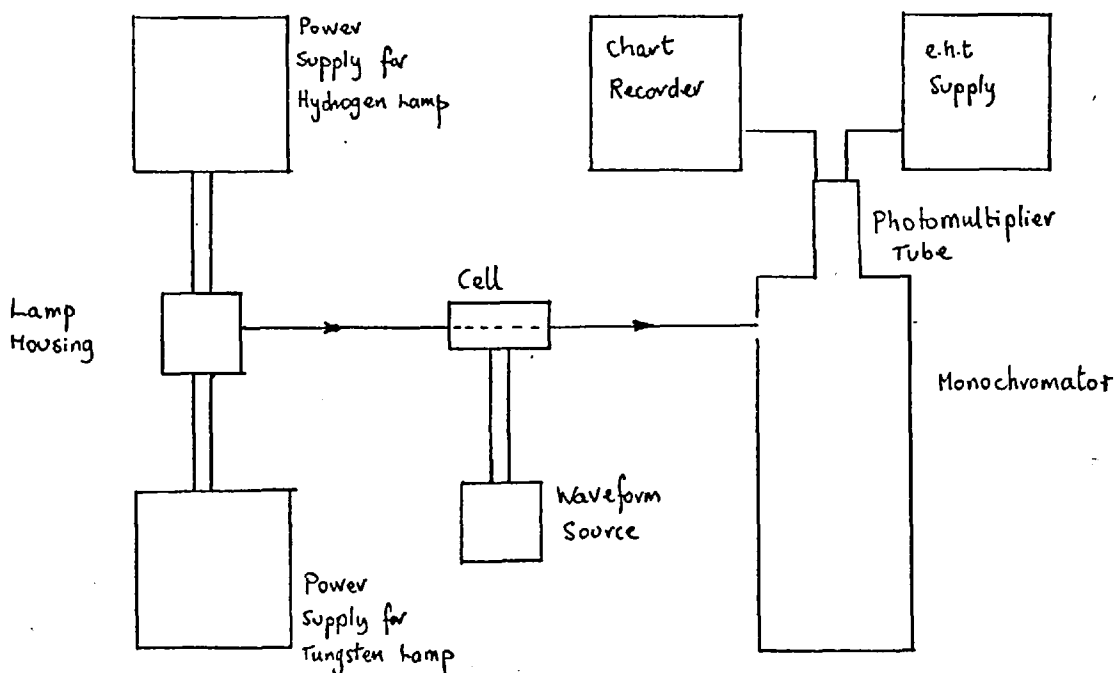 Power
Supply for
Hydrogen Lamp
Chart
Recorder
e.h.t
Supply
Photomultiplier
Tube
Cell
Lamp
Housing
Monochromator
Waveform
Source
Power
Supply for
Tungsten Lamp